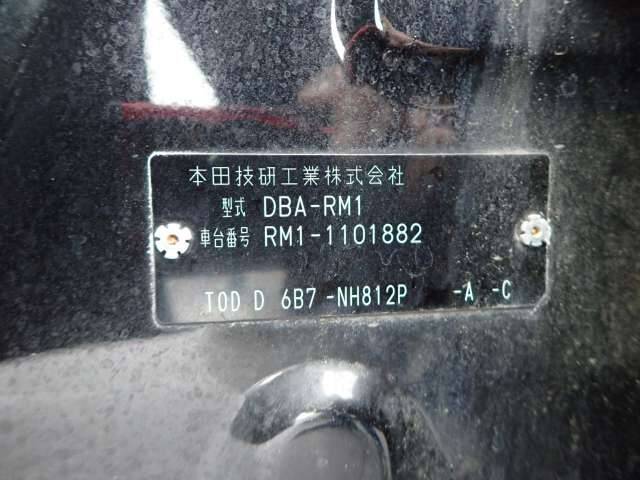 本田技研工業株式会社
型式 DBA-RM1
車台番号 RM1-1101882
TOD D 6B7 -NH812P -A -C